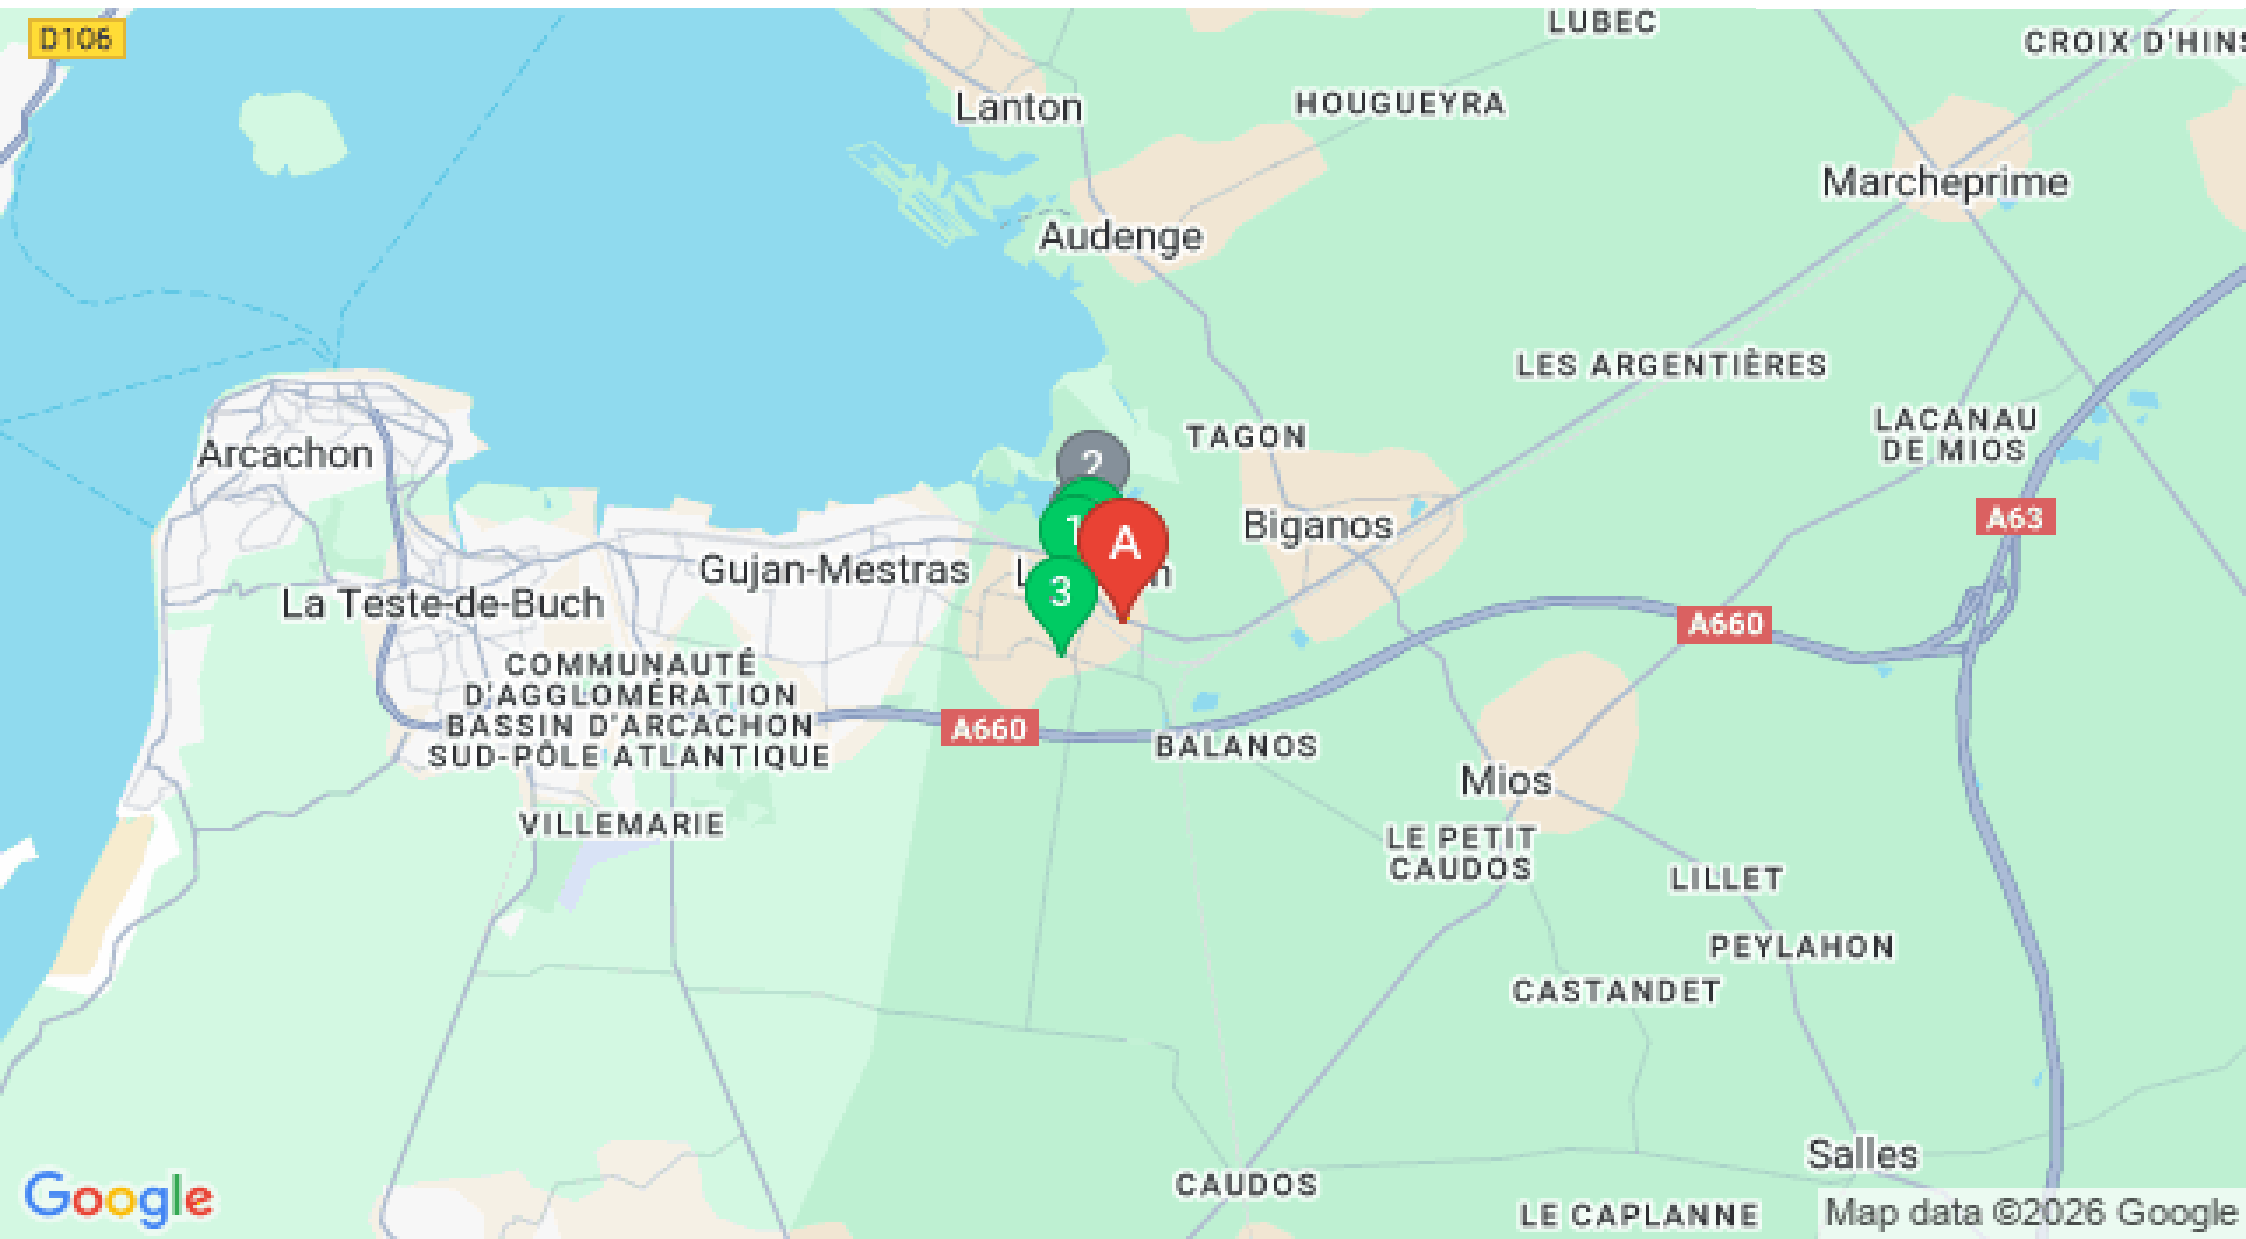 D106
LUBEC
CROIX D'HINS
Lanton
HOUGUEYRA
Marcheprime
Audenge
LES ARGENTIÈRES
LACANAU
DE MIOS
TAGON
Arcachon
2
1
A
3
Biganos
A63
Gujan-Mestras
La Teste-de-Buch
A660
COMMUNAUTÉ
D'AGGLOMÉRATION
BASSIN D'ARCACHON
SUD-PÔLE ATLANTIQUE
A660
BALANOS
Mios
VILLEMARIE
LE PETIT
CAUDOS
LILLET
PEYLAHON
CASTANDET
Salles
CAUDOS
LE CAPLANNE
Google
Map data ©2026 Google